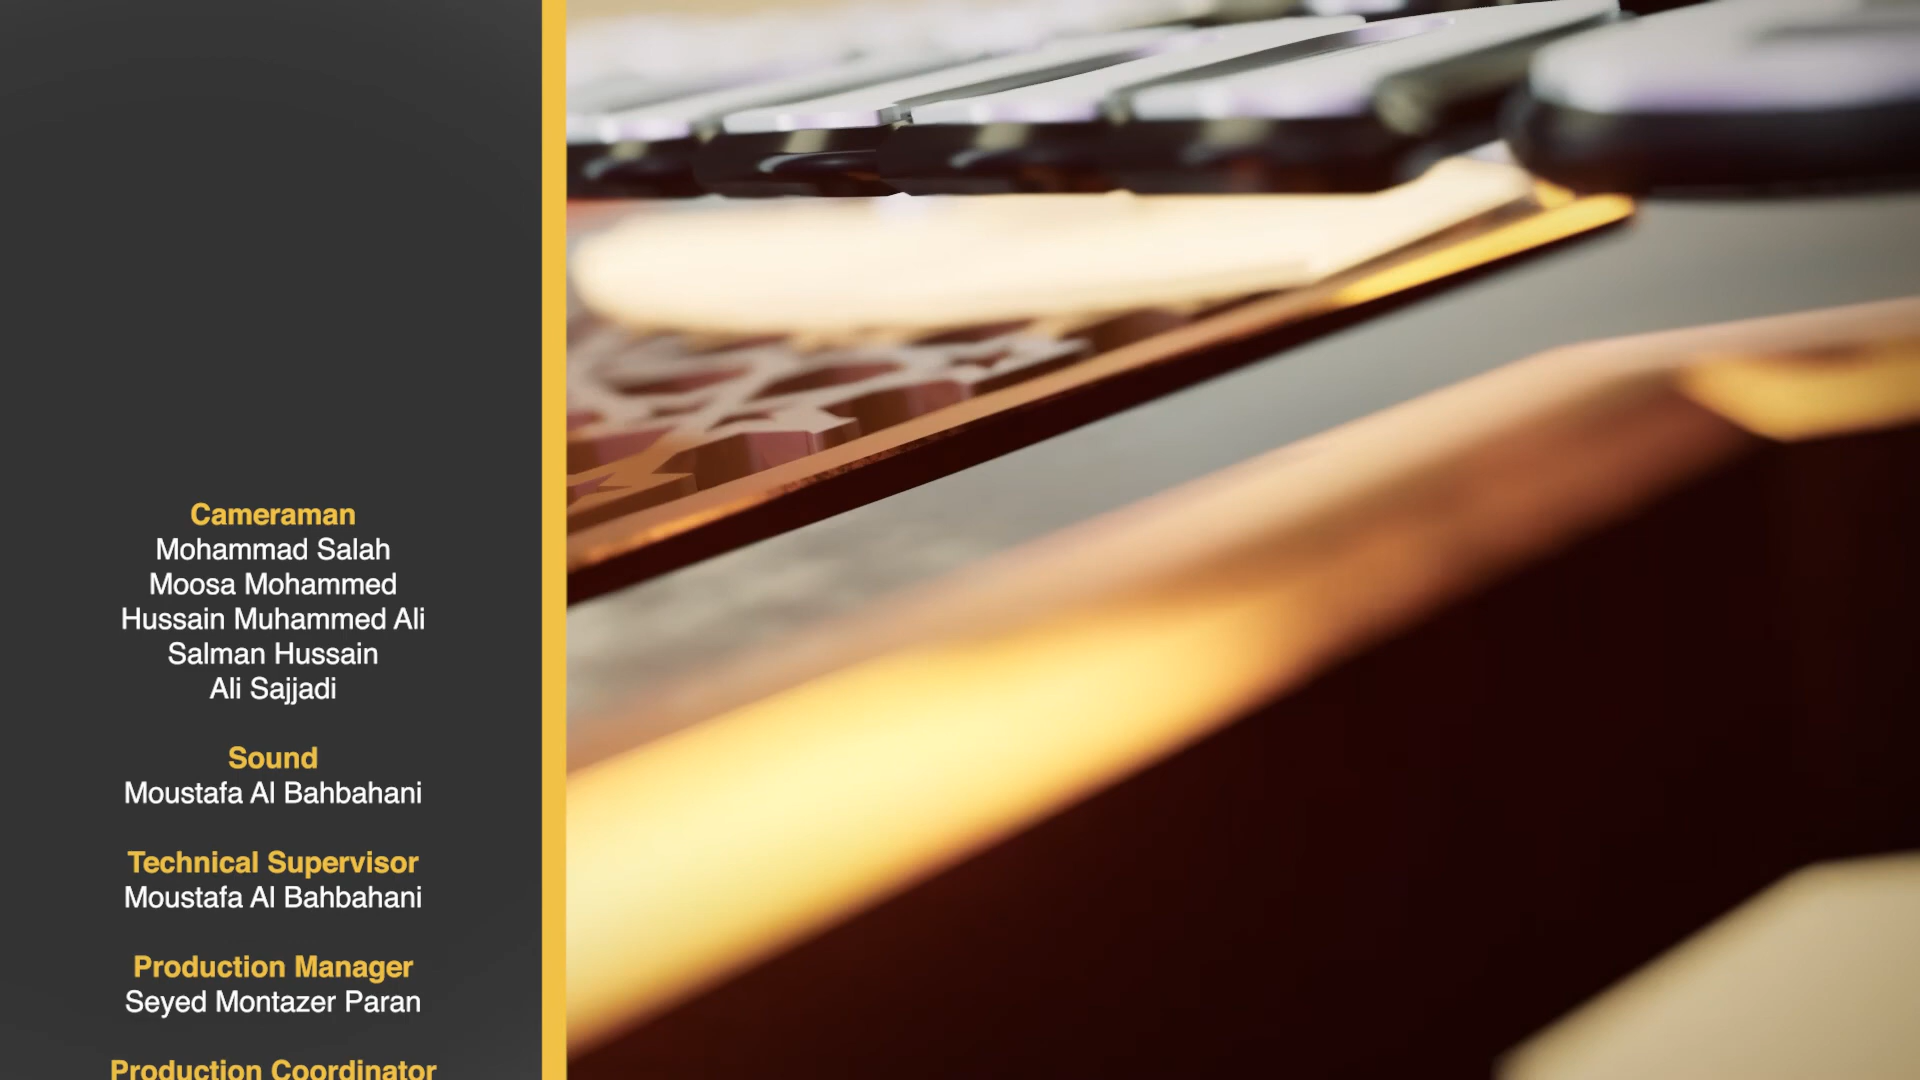 Cameraman
Mohammad Salah
Moosa Mohammed
Hussain Muhammed Ali
Salman Hussain
Ali Sajjadi
Sound
Moustafa Al Bahbahani
Technical Supervisor
Moustafa Al Bahbahani
Production Manager
Seyed Montazer Paran
Production Coordinator